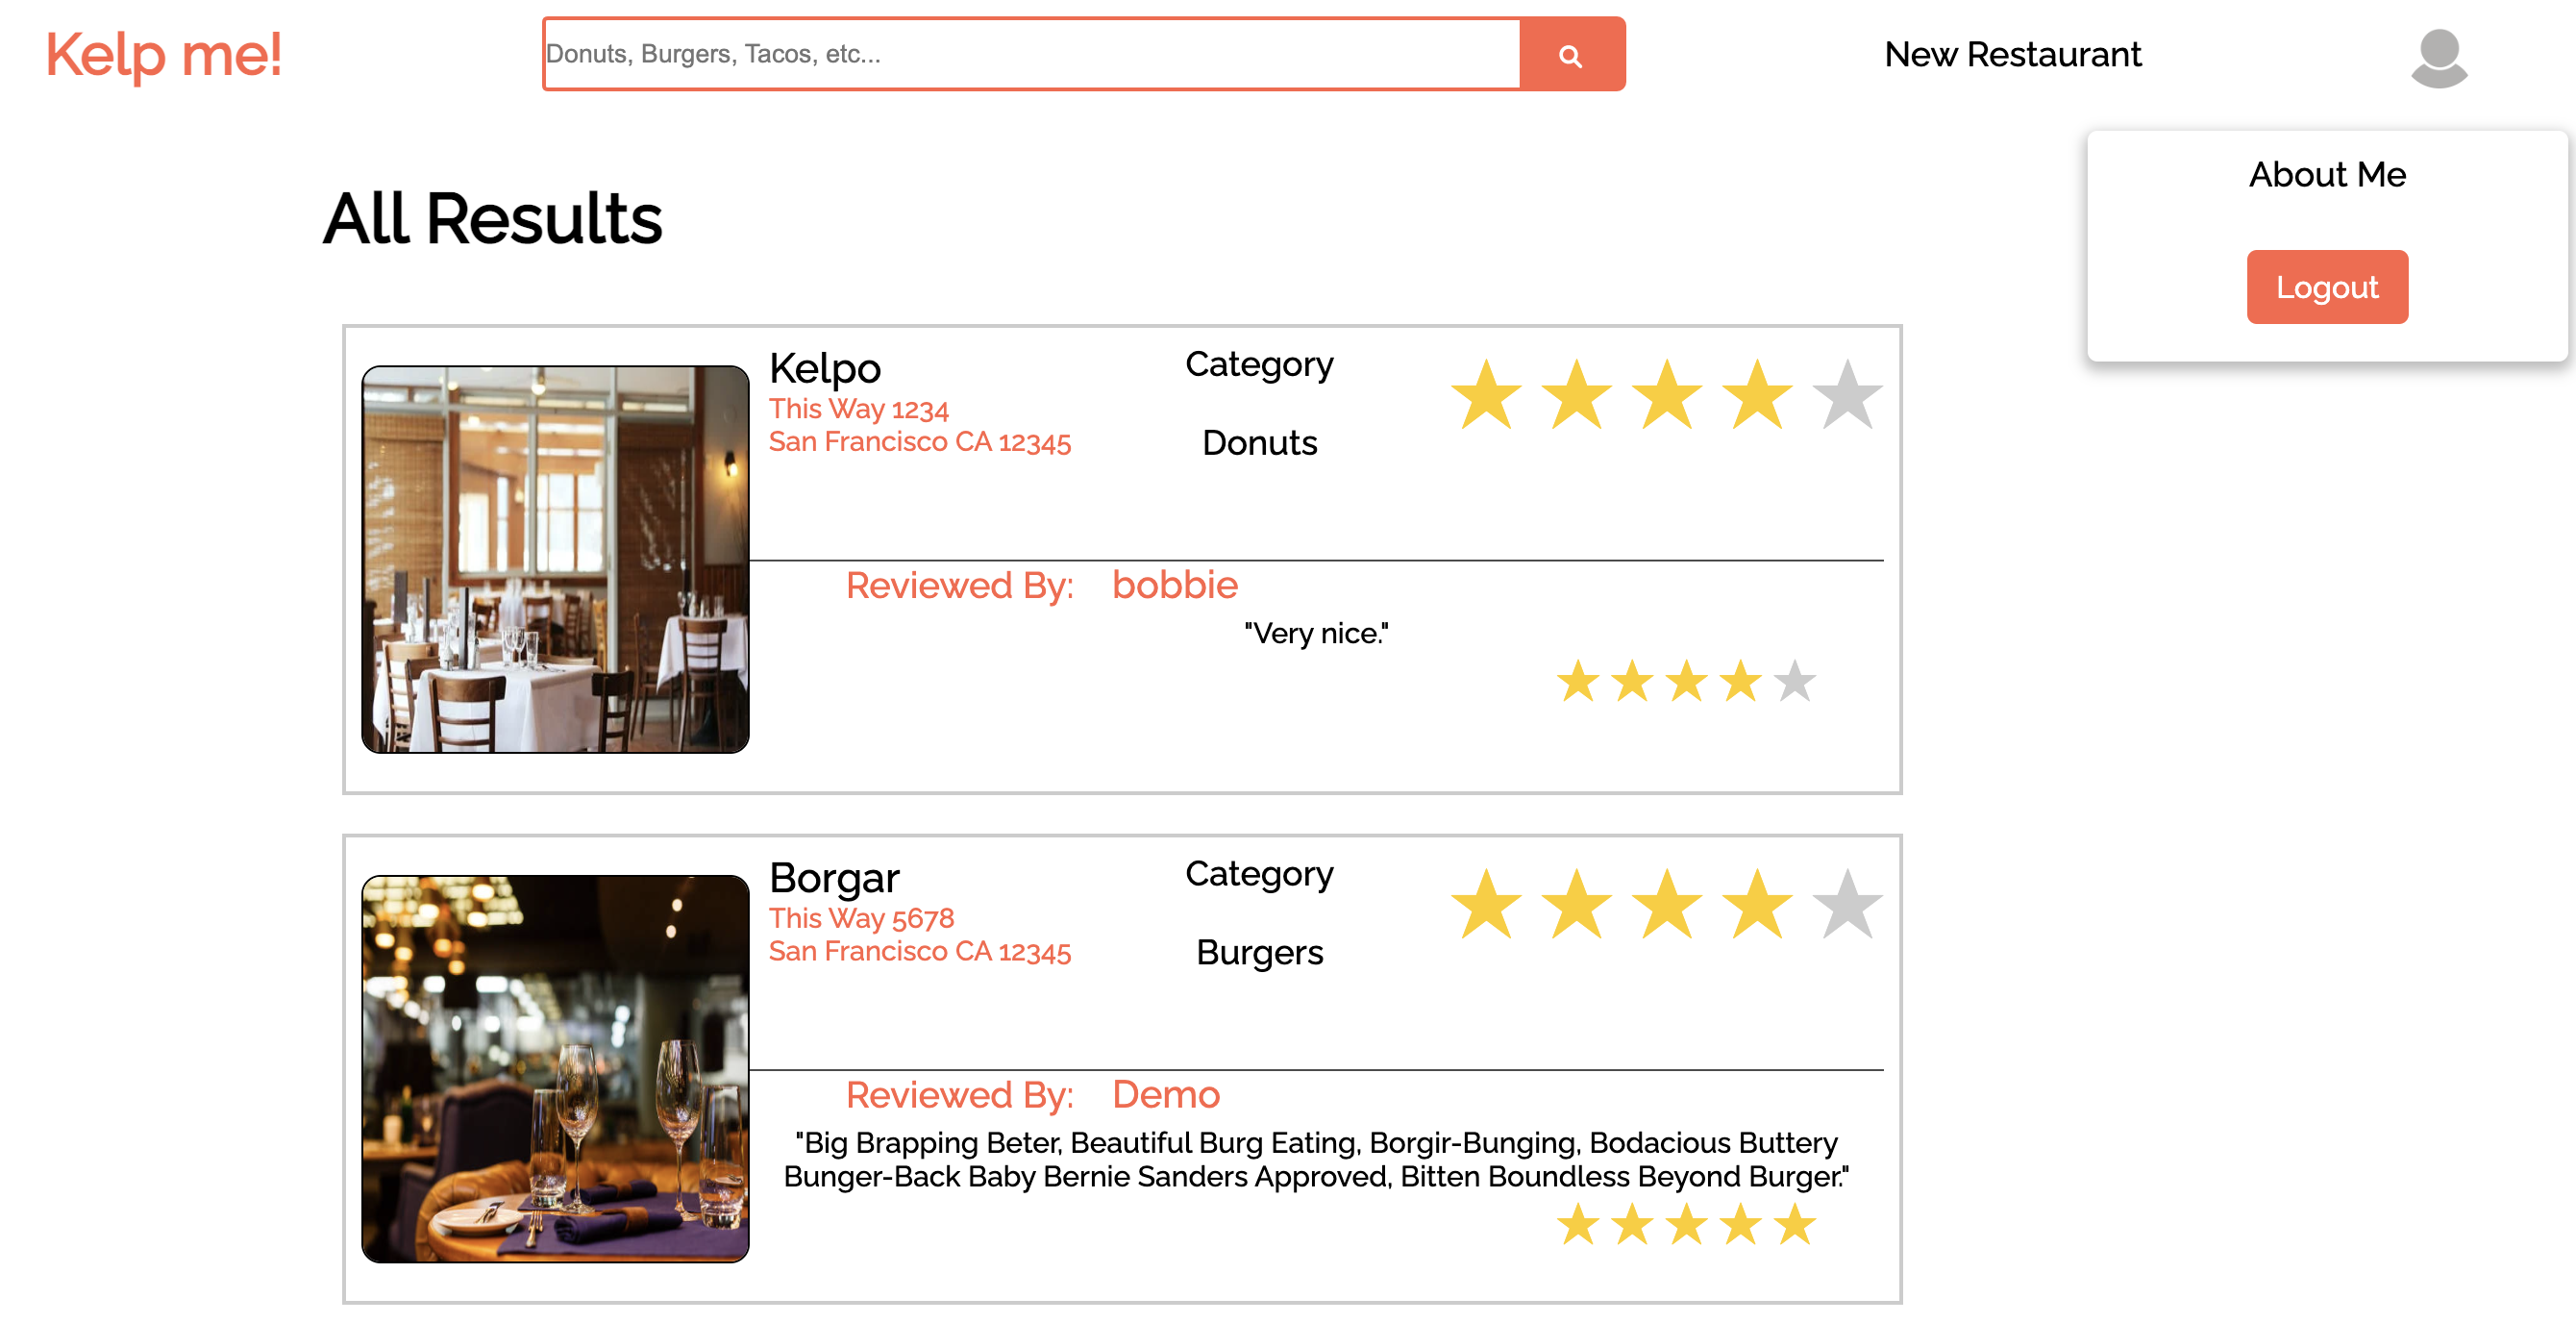 Kelp me!
Donuts, Burgers, Tacos, etc...
New Restaurant
About Me
Logout
All Results
Kelpo
This Way 1234
San Francisco CA 12345
Category
Donuts
Reviewed By: bobbie
"Very nice."
Borgar
This Way 5678
San Francisco CA 12345
Category
Burgers
Reviewed By: Demo
"Big Brapping Beter, Beautiful Burg Eating, Borgir-Bunging, Bodacious Buttery
Bunger-Back Baby Bernie Sanders Approved, Bitten Boundless Beyond Burger."